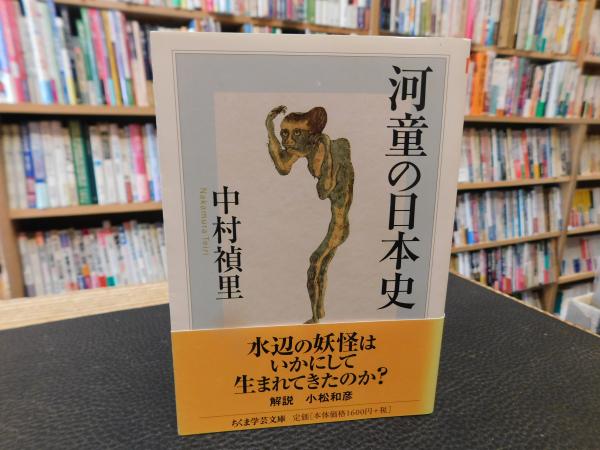 河童の日本史
中村禎里
Nakamura Teiri
水辺の妖怪は
いかにして
生まれてきたのか?
解説 小松和彦
ちくま学芸文庫 定価[本体価格1600円+税]